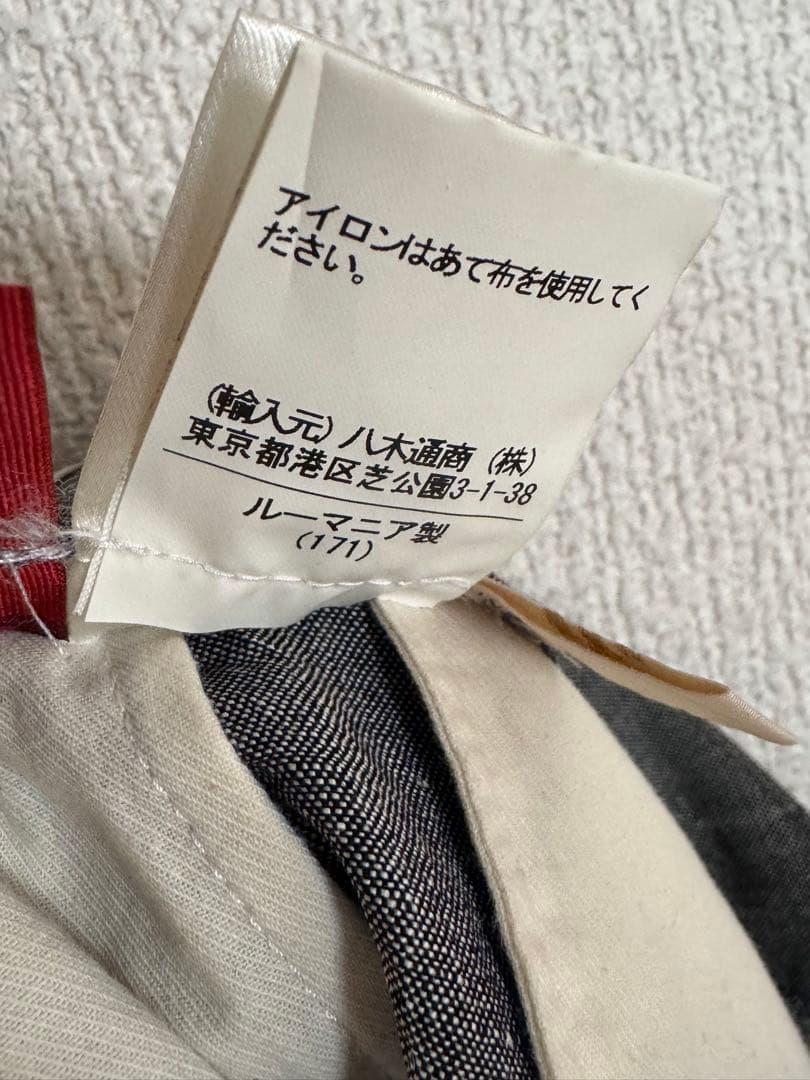 アイロンはあて布を使用してく
ださい。
(輸入元) 八木通商 (株)
東京都港区芝公園3-1-38
ルーマニア製
(171)